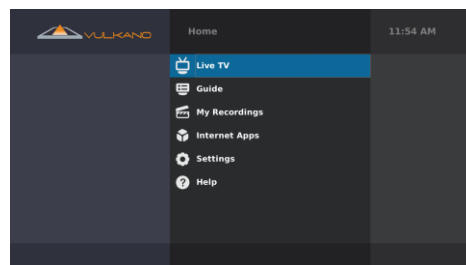 VULKANO
Home
11:54 AM
Live TV
Guide
My Recordings
Internet Apps
Settings
? Help